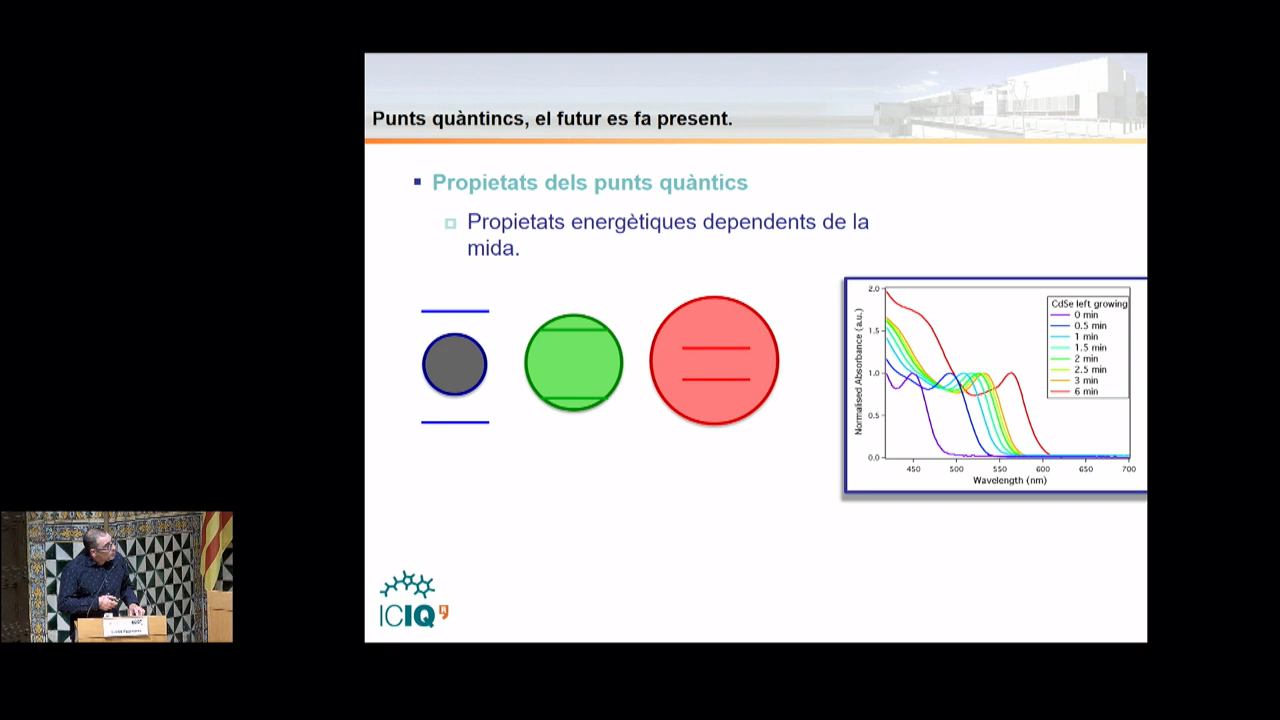 Punts quàntincs, el futur es fa present.
Propietats dels punts quàntics
Propietats energètiques dependents de la
mida.
2.0
1.5
1.0
0.5
0.0
Normalised Absorbance (a.u.)
CdSe left growing
0 min
0.5 min
1 min
1.5 min
2 min
2.5 min
3 min
6 min
450 500 550 600 650 700
Wavelength (nm)
ICIQ
R